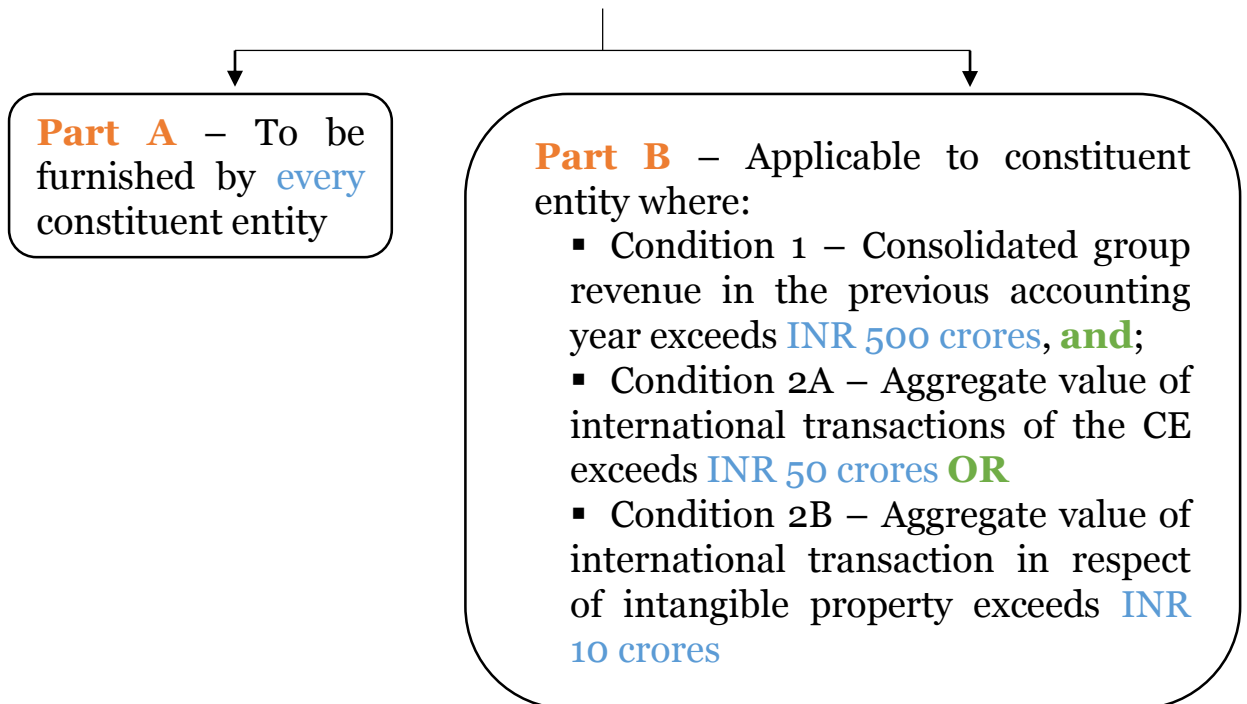 Part A – To be
furnished by every
constituent entity
Part B – Applicable to constituent
entity where:
▪ Condition 1 – Consolidated group
revenue in the previous accounting
year exceeds INR 500 crores, and;
▪ Condition 2A – Aggregate value of
international transactions of the CE
exceeds INR 50 crores OR
▪ Condition 2B – Aggregate value of
international transaction in respect
of intangible property exceeds INR
10 crores